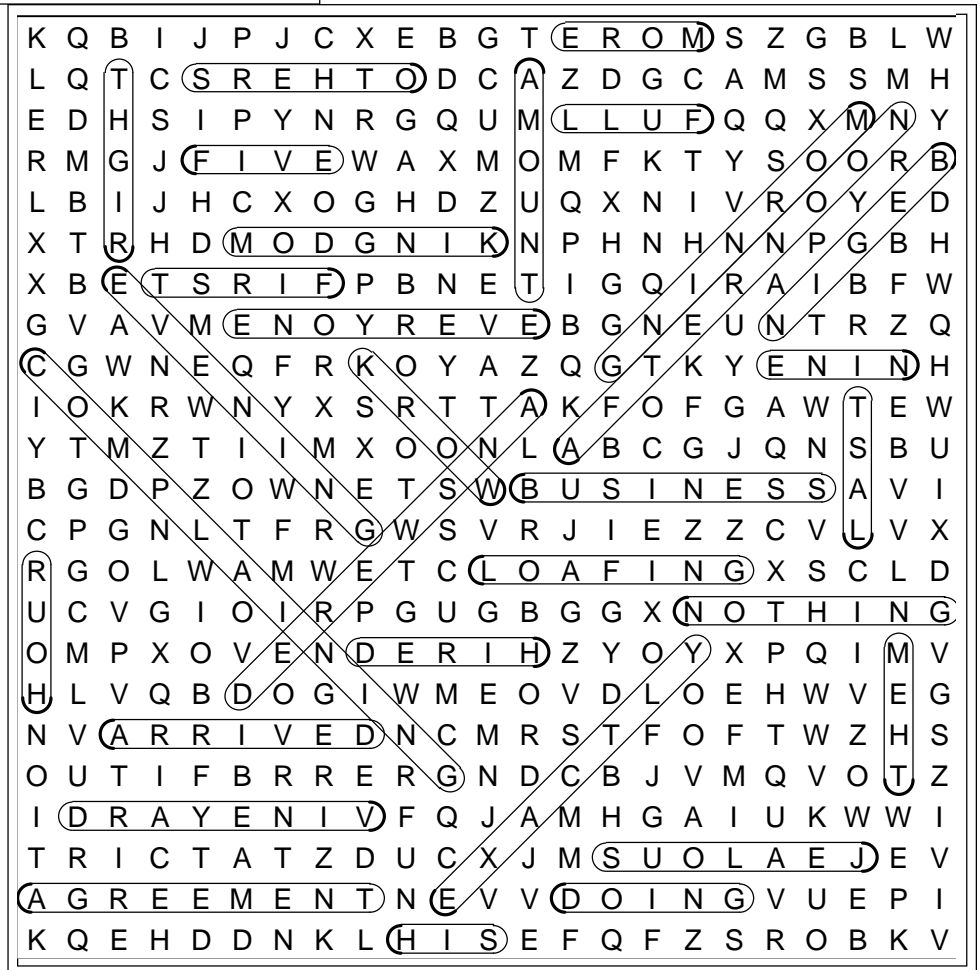 K Q B I J P J C X E B G T E R O M S Z G B L W
L Q T C S R E H T O D C A Z D G C A M S S M H
E D H S I P Y N R G Q U M L L U F Q Q X M N Y
R M G J F I V E W A X M O M F K T Y S O O R B
L B I J H C X O G H D Z U Q X N I V R O Y E D
X T R H D M O D G N I K N P H N H N N P G B H
X B E T S R I F P B N E T I G Q I R A I B F W
G V A V M E N O Y R E V E B G N E U N T R Z Q
C G W N E Q F R K O Y A Z Q G T K Y E N I N H
I O K R W N Y X S R T T A K F O F G A W T E W
Y T M Z T I I M X O O N L A B C G J Q N S B U
B G D P Z O W N E T S W B U S I N E S S A V I
C P G N L T F R G W S V R J I E Z Z C V L V X
R G O L W A M W E T C L O A F I N G X S C L D
U C V G I O I R P G U G B G G X N O T H I N G
O M P X O V E N D E R I H Z Y O Y X P Q I M V
H L V Q B D O G I W M E O V D L O E H W V E G
N V A R R I V E D N C M R S T F O F T W Z H S
O U T I F B R R E R G N D C B J V M Q V O T Z
I D R A Y E N I V F Q J A M H G A I U K W W I
T R I C T A T Z D U C X J M S U O L A E J E V
A G R E E M E N T N E V V D O I N G V U E P I
K Q E H D D N K L H I S E F Q F Z S R O B K V